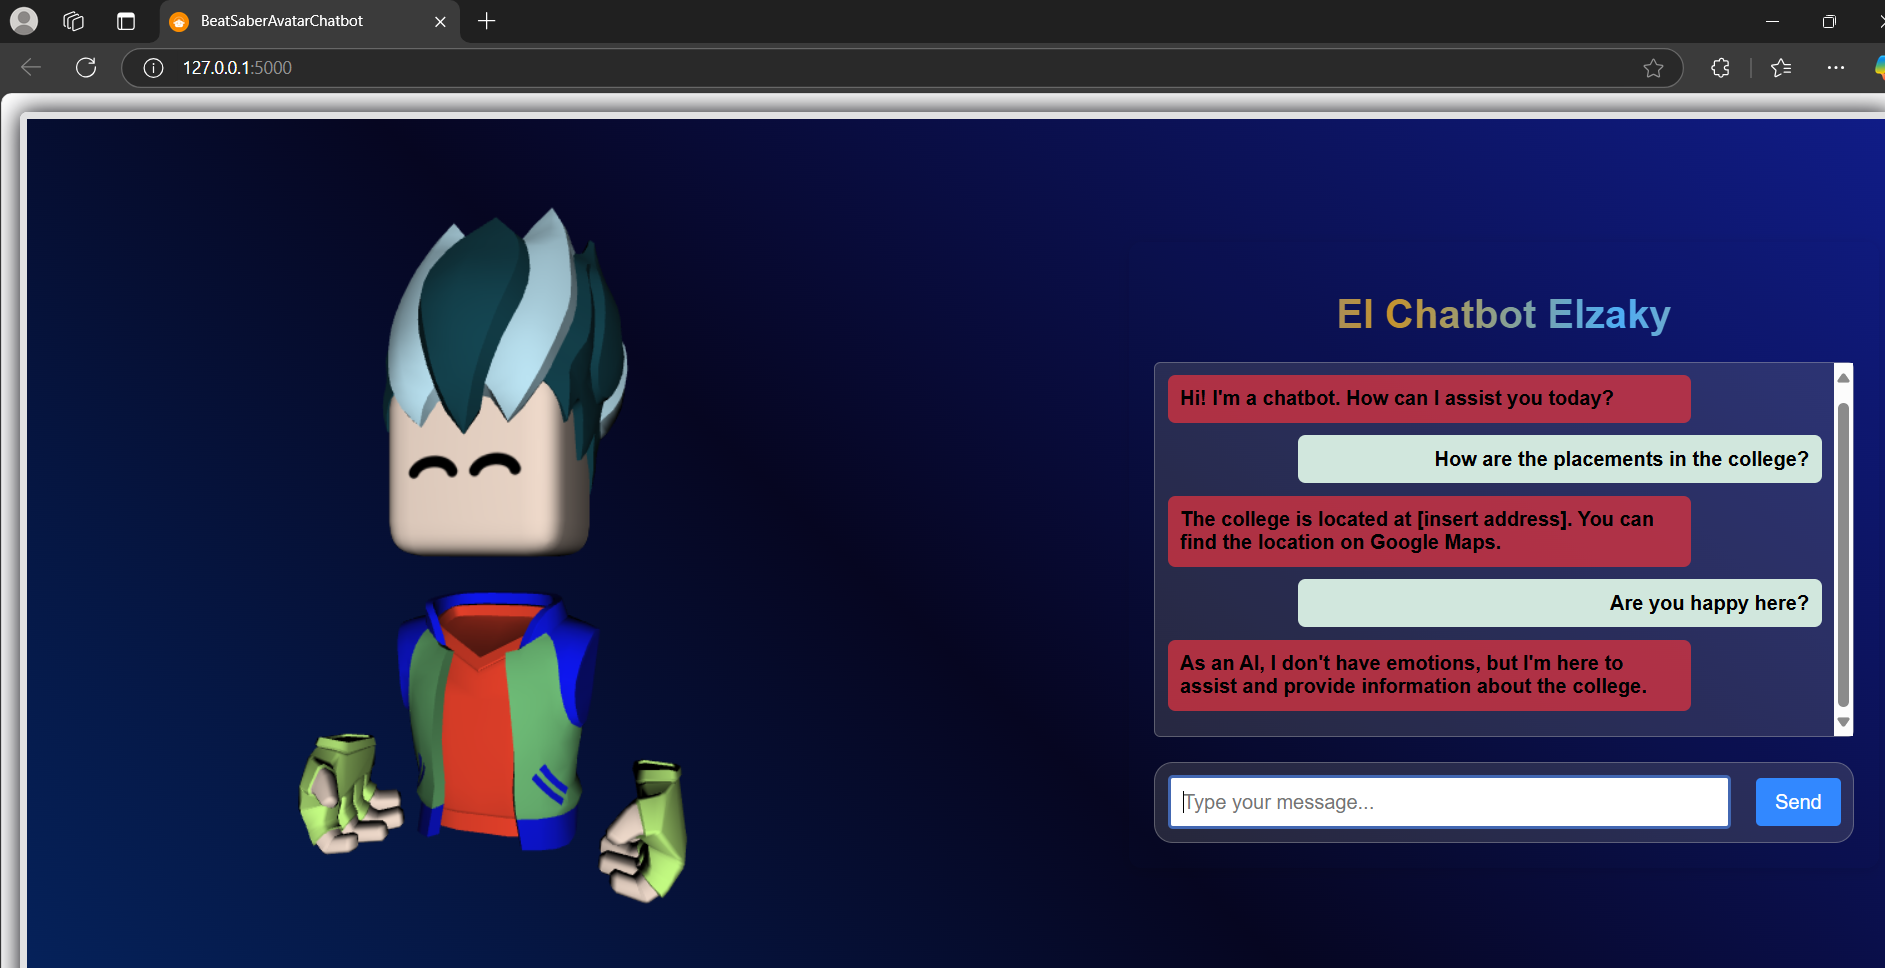 BeatSaberAvatarChatbot
127.0.0.1:5000
El Chatbot Elzaky
Hi! I'm a chatbot. How can I assist you today?
How are the placements in the college?
The college is located at [insert address]. You can
find the location on Google Maps.
Are you happy here?
As an AI, I don't have emotions, but I'm here to
assist and provide information about the college.
Type your message...
Send